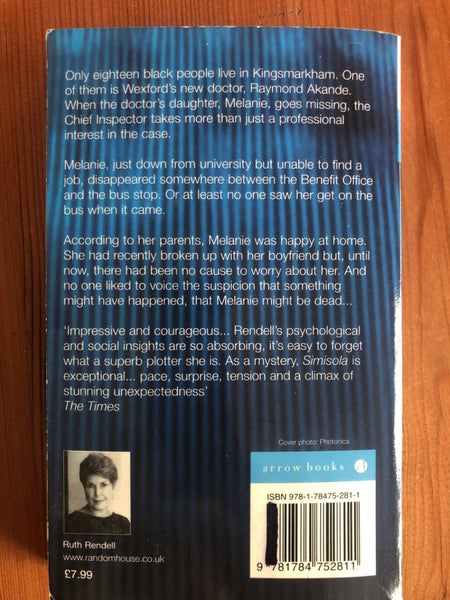 Only eighteen black people live in Kingsmarkham. One
of them is Wexford's new doctor, Raymond Akande.
When the doctor's daughter, Melanie, goes missing, the
Chief Inspector takes more than just a professional
interest in the case.
Melanie, just down from university but unable to find a
job, disappeared somewhere between the Benefit Office
and the bus stop. Or at least no one saw her get on the
bus when it came.
According to her parents, Melanie was happy at home.
She had recently broken up with her boyfriend but, until
now, there had been no cause to worry about her. And
no one liked to voice the suspicion that something
might have happened, that Melanie might be dead...
'Impressive and courageous... Rendell's psychological
and social insights are so absorbing, it's easy to forget
what a superb plotter she is. As a mystery, Simisola is
exceptional... pace, surprise, tension and a climax of
stunning unexpectedness'
The Times
Cover photo: Photonica
arrow books
ISBN 978-1-78475-281-1
9 781784 752811
Ruth Rendell
www.randomhouse.co.uk
£7.99